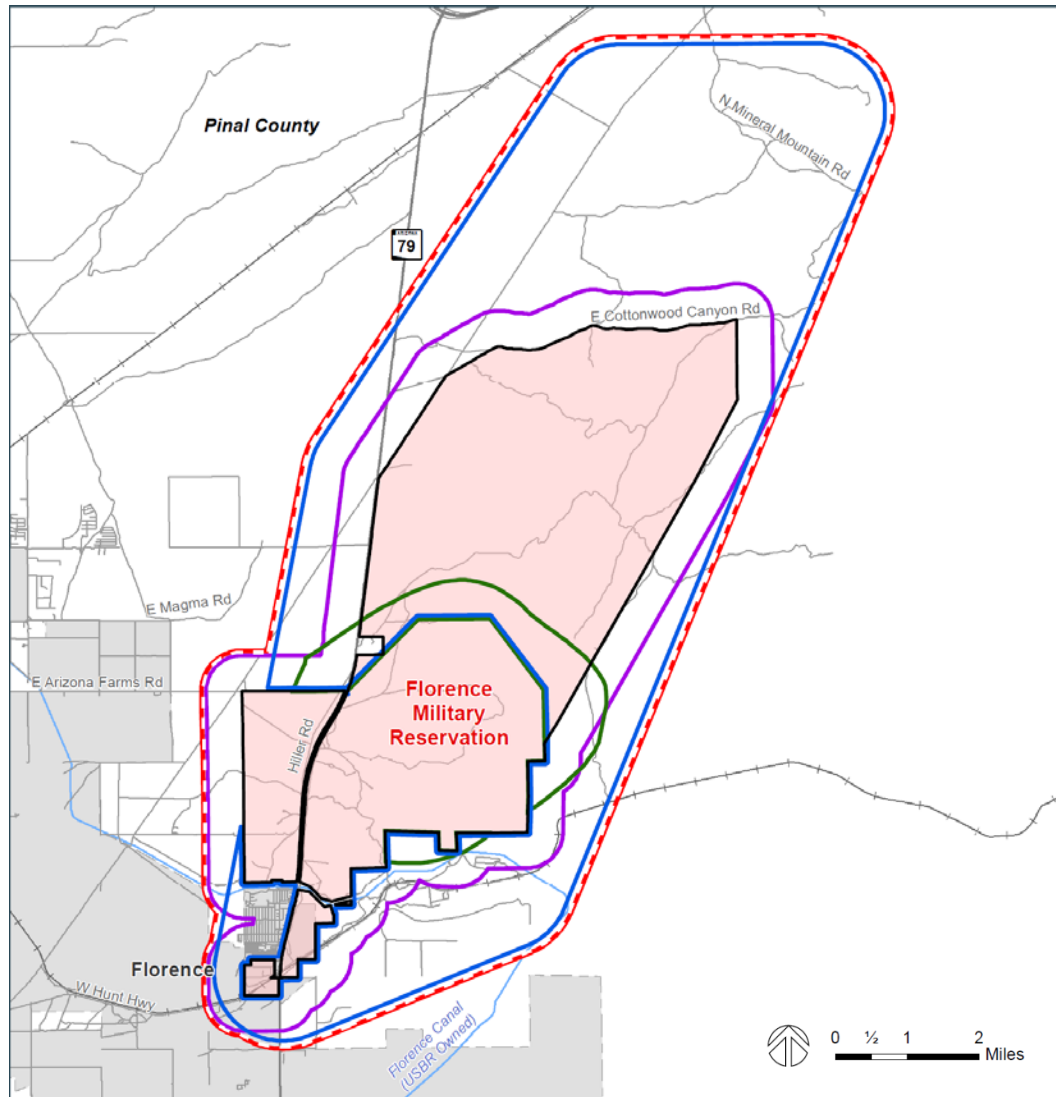 Pinal County
N Mineral Mountain Rd
79
E Cottonwood Canyon Rd
E Magma Rd
E Arizona Farms Rd
Florence
Military
Reservation
Hiller Rd
Florence
W Hunt Hwy
Florence Canal
(USBR Owned)
0 ½ 1 2
Miles